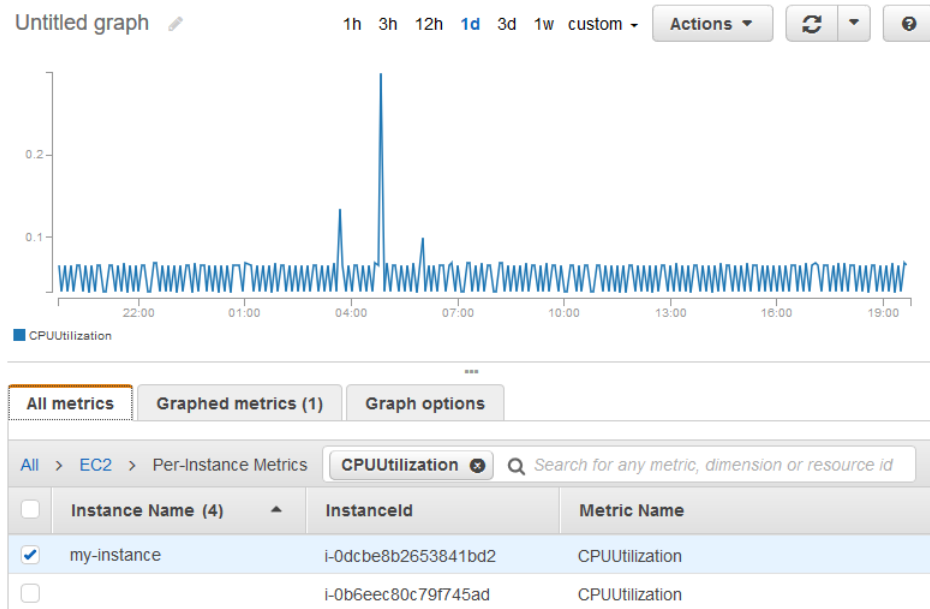 Untitled graph 1h 3h 12h 1d 3d 1w custom Actions
0.2
0.1
22:00 01:00 04:00 07:00 10:00 13:00 16:00 19:00
CPUUtilization
All metrics Graphed metrics (1) Graph options
All > EC2 > Per-Instance Metrics CPUUtilization Search for any metric, dimension or resource id
Instance Name (4) InstanceId Metric Name
my-instance i-0dcbe8b2653841bd2 CPUUtilization
i-0b6eec80c79f745ad CPUUtilization